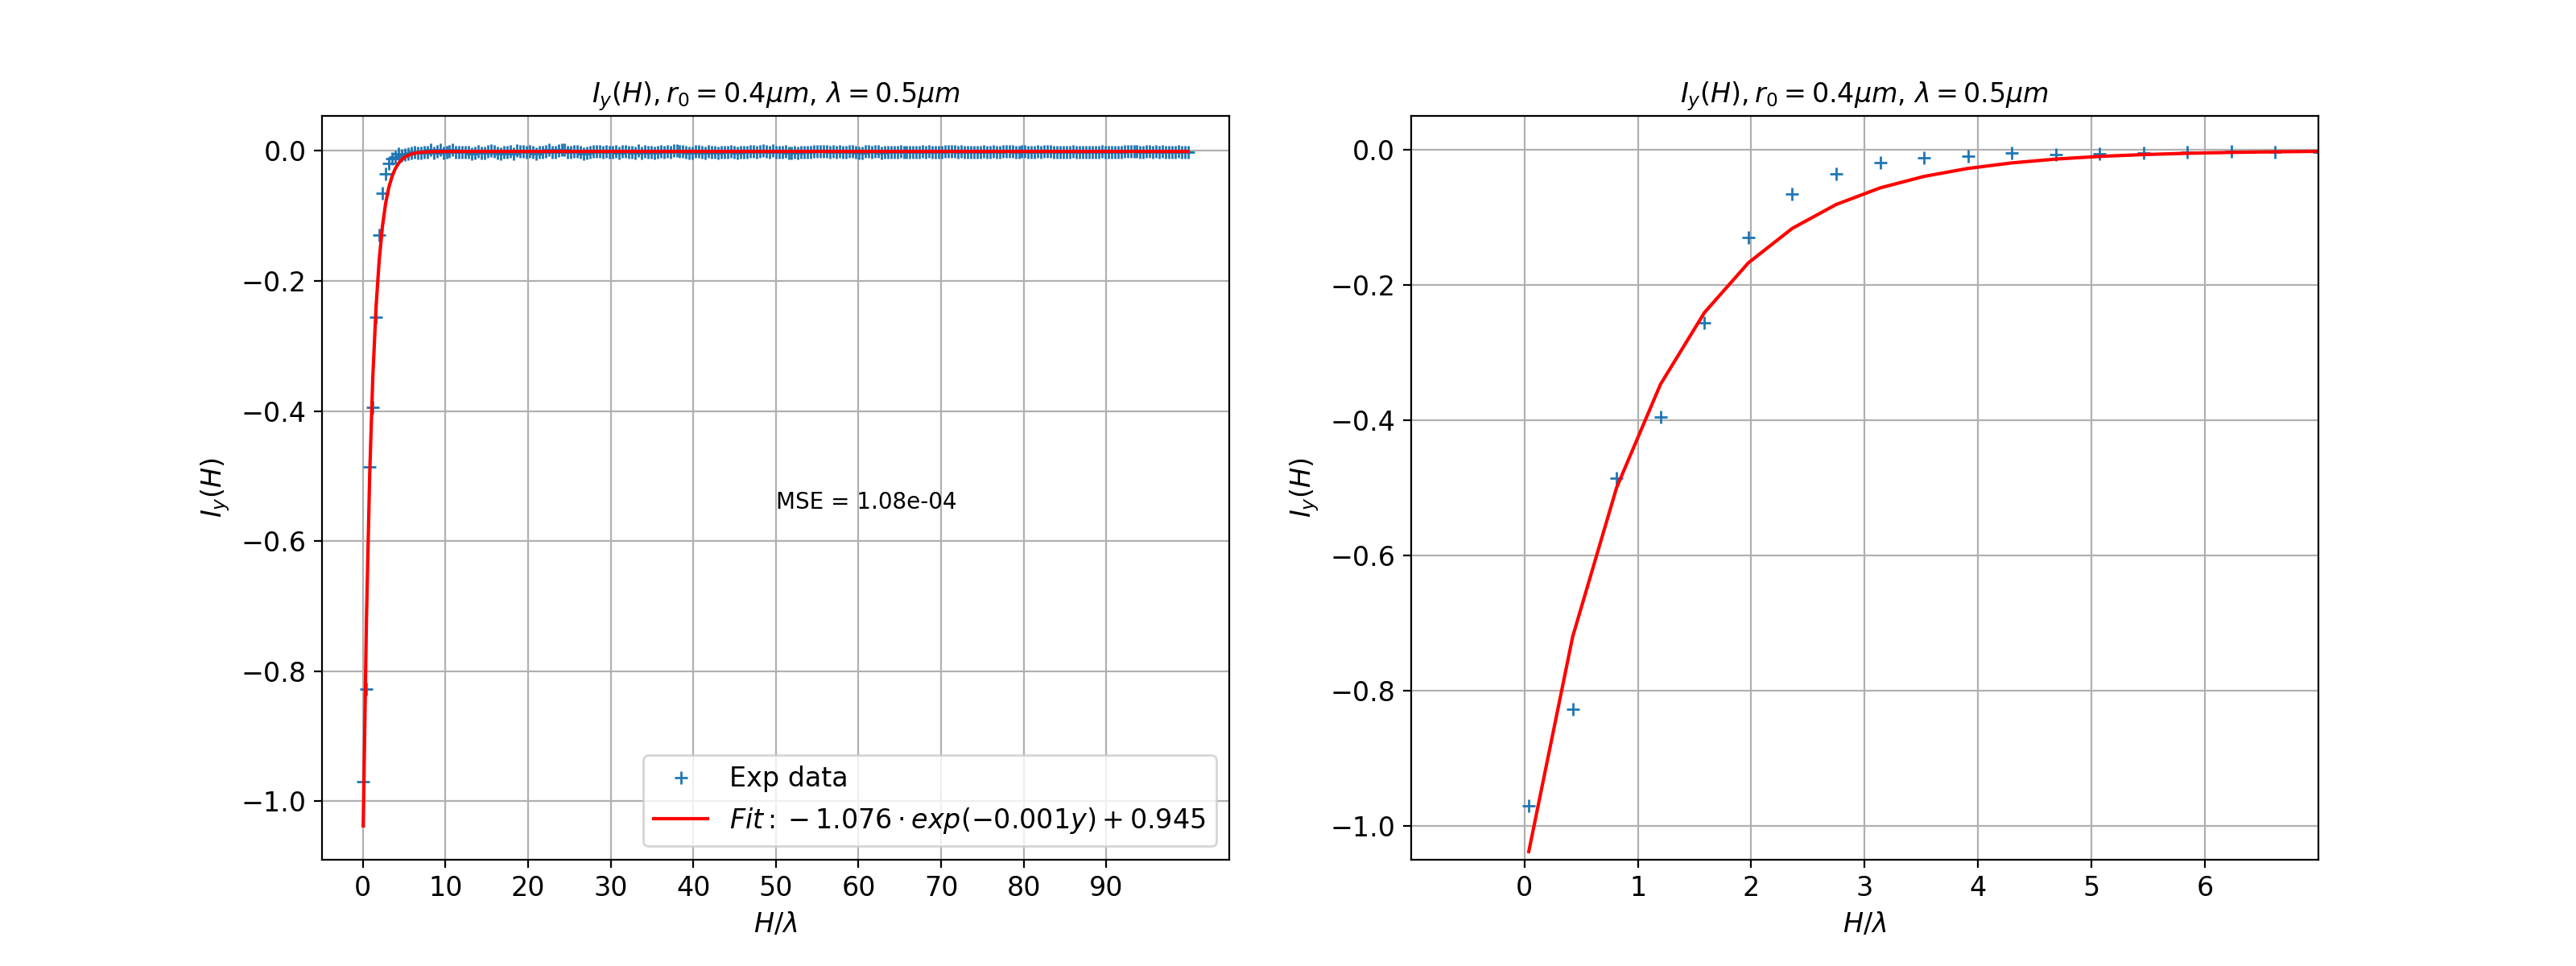 I_y(H), r_0 = 0.4μm, λ = 0.5μm
0.0
−0.2
−0.4
−0.6
−0.8
−1.0
I_y(H)
MSE = 1.08e-04
Exp data
Fit: −1.076 · exp(−0.001y) + 0.945
0 10 20 30 40 50 60 70 80 90
H/λ
I_y(H), r_0 = 0.4μm, λ = 0.5μm
0.0
−0.2
−0.4
−0.6
−0.8
−1.0
I_y(H)
0 1 2 3 4 5 6
H/λ